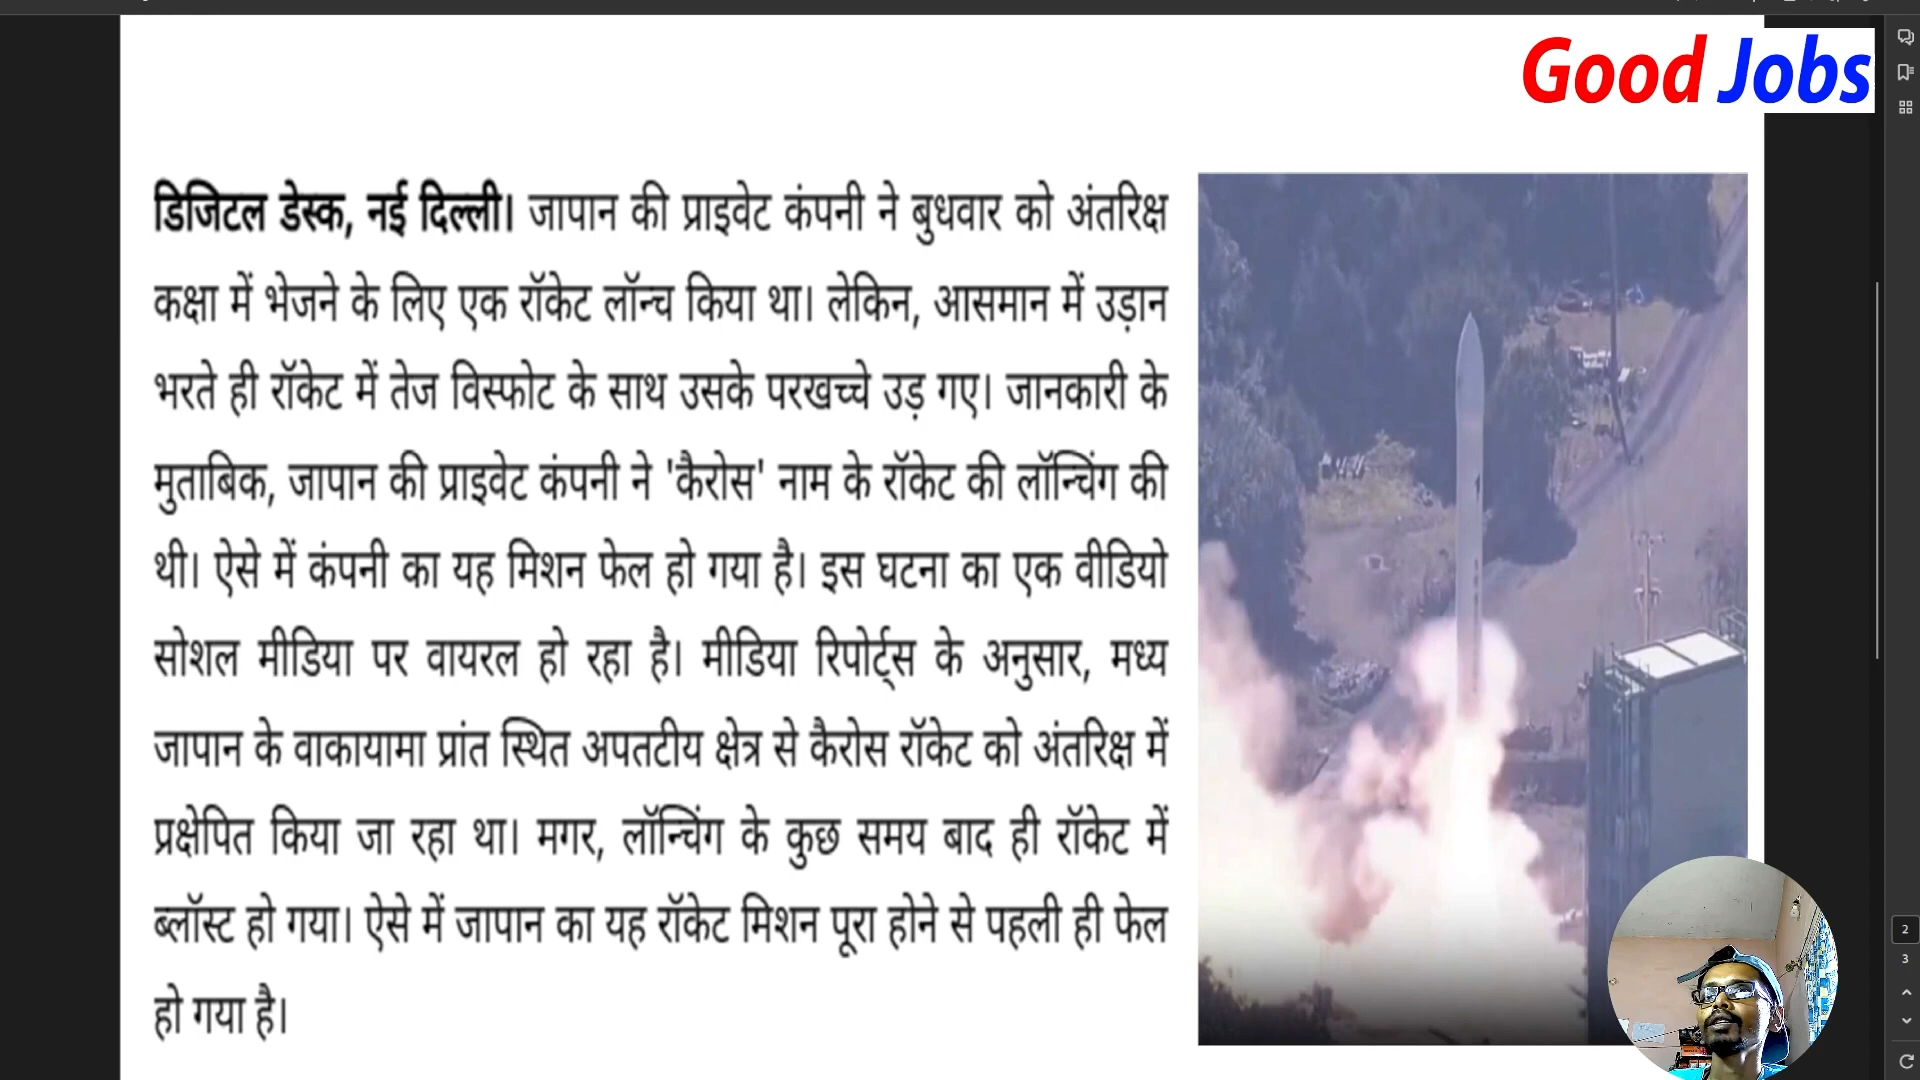 Good Jobs
डिजिटल डेस्क, नई दिल्ली। जापान की प्राइवेट कंपनी ने बुधवार को अंतरिक्ष
कक्षा में भेजने के लिए एक रॉकेट लॉन्च किया था। लेकिन, आसमान में उड़ान
भरते ही रॉकेट में तेज विस्फोट के साथ उसके परखच्चे उड़ गए। जानकारी के
मुताबिक, जापान की प्राइवेट कंपनी ने 'कैरोस' नाम के रॉकेट की लॉन्चिंग की
थी। ऐसे में कंपनी का यह मिशन फेल हो गया है। इस घटना का एक वीडियो
सोशल मीडिया पर वायरल हो रहा है। मीडिया रिपोर्ट्स के अनुसार, मध्य
जापान के वाकायामा प्रांत स्थित अपतटीय क्षेत्र से कैरोस रॉकेट को अंतरिक्ष में
प्रक्षेपित किया जा रहा था। मगर, लॉन्चिंग के कुछ समय बाद ही रॉकेट में
ब्लॉस्ट हो गया। ऐसे में जापान का यह रॉकेट मिशन पूरा होने से पहली ही फेल
हो गया है।
2
3